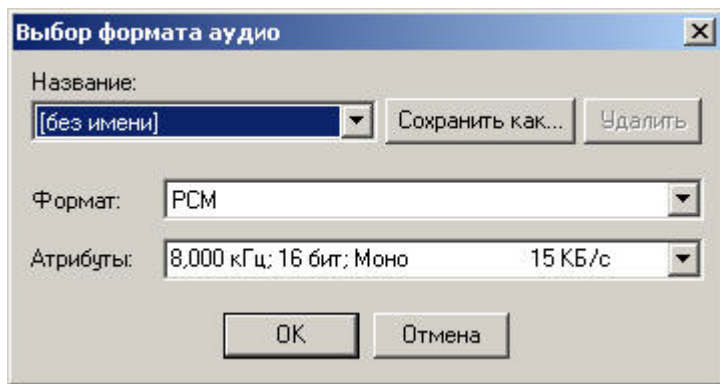 Выбор формата аудио
Название:
[без имени] Сохранить как... Удалить
Формат: PCM
Атрибуты: 8,000 кГц; 16 бит; Моно 15 КБ/с
OK Отмена